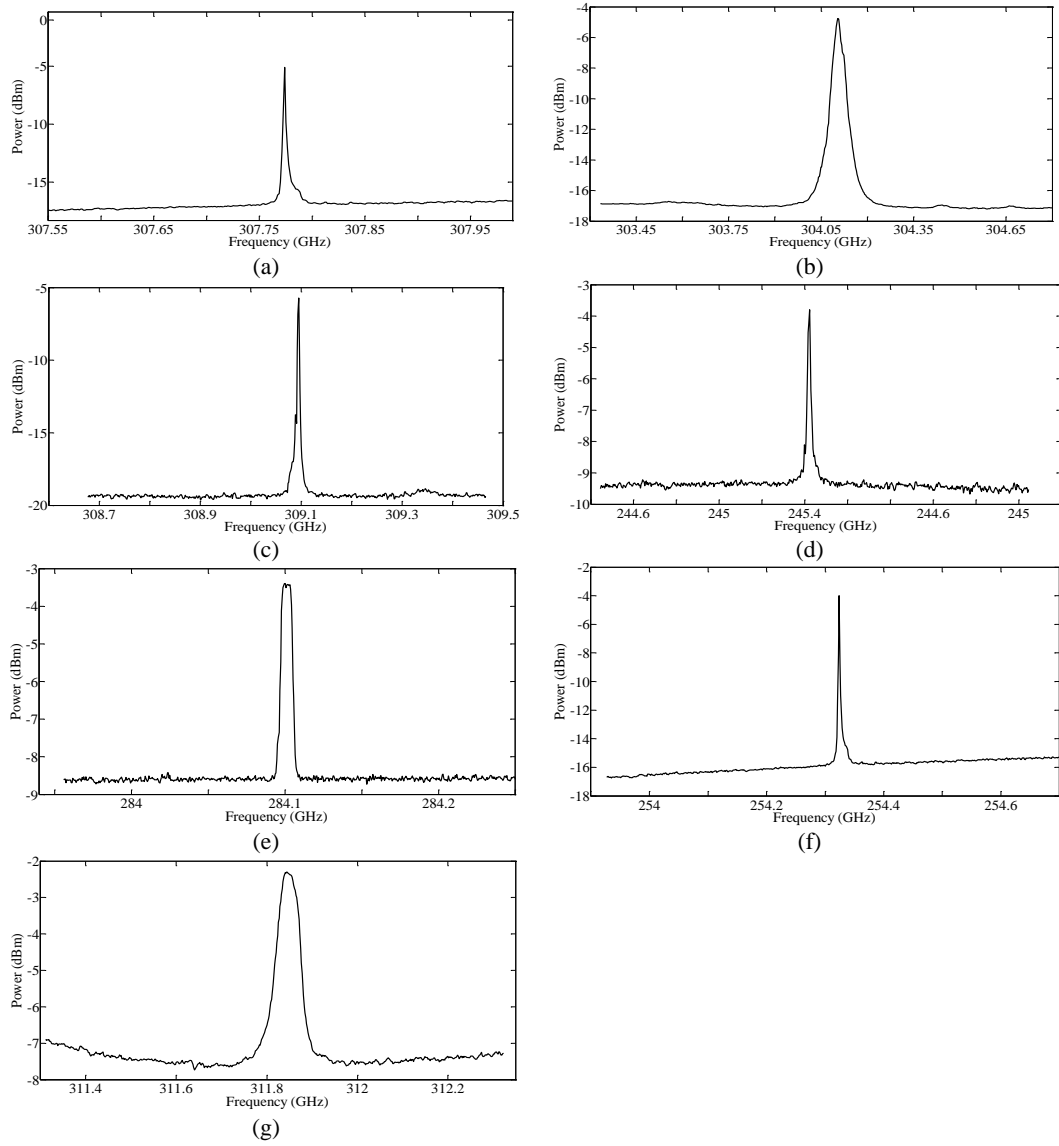 0
-5
-10
-15
Power (dBm)
307.55 307.65 307.75 307.85 307.95
Frequency (GHz)
(a)
-4
-6
-8
-10
-12
-14
-16
-18
Power (dBm)
303.45 303.75 304.05 304.35 304.65
Frequency (GHz)
(b)
-5
-10
-15
-20
Power (dBm)
308.7 308.9 309.1 309.3 309.5
Frequency (GHz)
(c)
-3
-4
-5
-6
-7
-8
-9
-10
Power (dBm)
244.6 245 245.4 244.6 245
Frequency (GHz)
(d)
-3
-4
-5
-6
-7
-8
-9
Power (dBm)
284 284.1 284.2
Frequency (GHz)
(e)
-2
-4
-6
-8
-10
-12
-14
-16
-18
Power (dBm)
254 254.2 254.4 254.6
Frequency (GHz)
(f)
-2
-3
-4
-5
-6
-7
-8
Power (dBm)
311.4 311.6 311.8 312 312.2
Frequency (GHz)
(g)